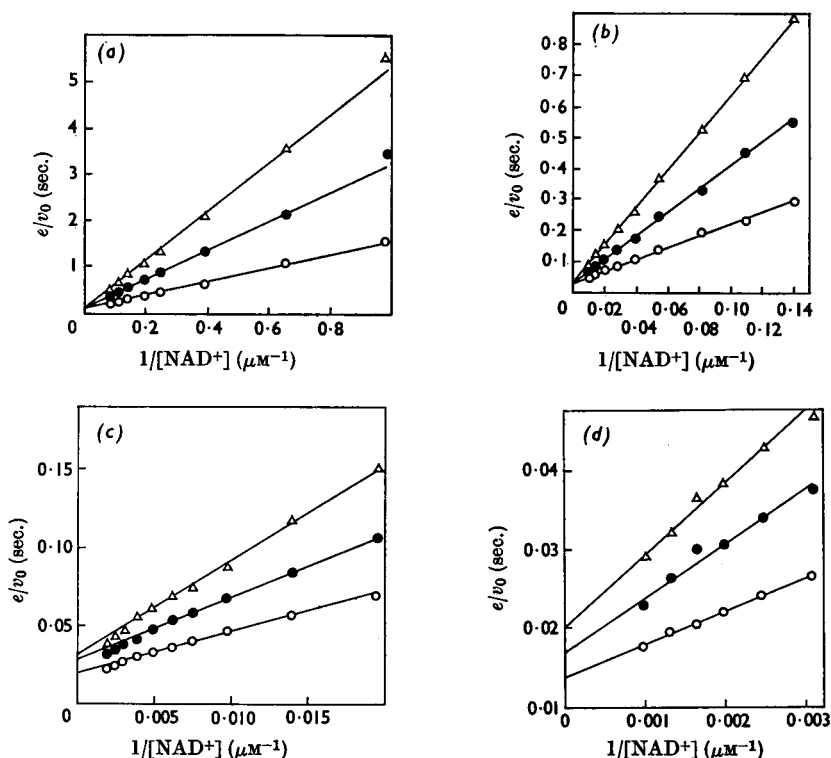 (a)
e/v₀ (sec.)
5
4
3
2
1
0 0·2 0·4 0·6 0·8
1/[NAD⁺] (μM⁻¹)
(b)
e/v₀ (sec.)
0·8
0·7
0·6
0·5
0·4
0·3
0·2
0·1
0 0·02 0·06 0·10 0·14
0·04 0·08 0·12
1/[NAD⁺] (μM⁻¹)
(c)
e/v₀ (sec.)
0·15
0·10
0·05
0 0·005 0·010 0·015
1/[NAD⁺] (μM⁻¹)
(d)
e/v₀ (sec.)
0·04
0·03
0·02
0·01
0 0·001 0·002 0·003
1/[NAD⁺] (μM⁻¹)